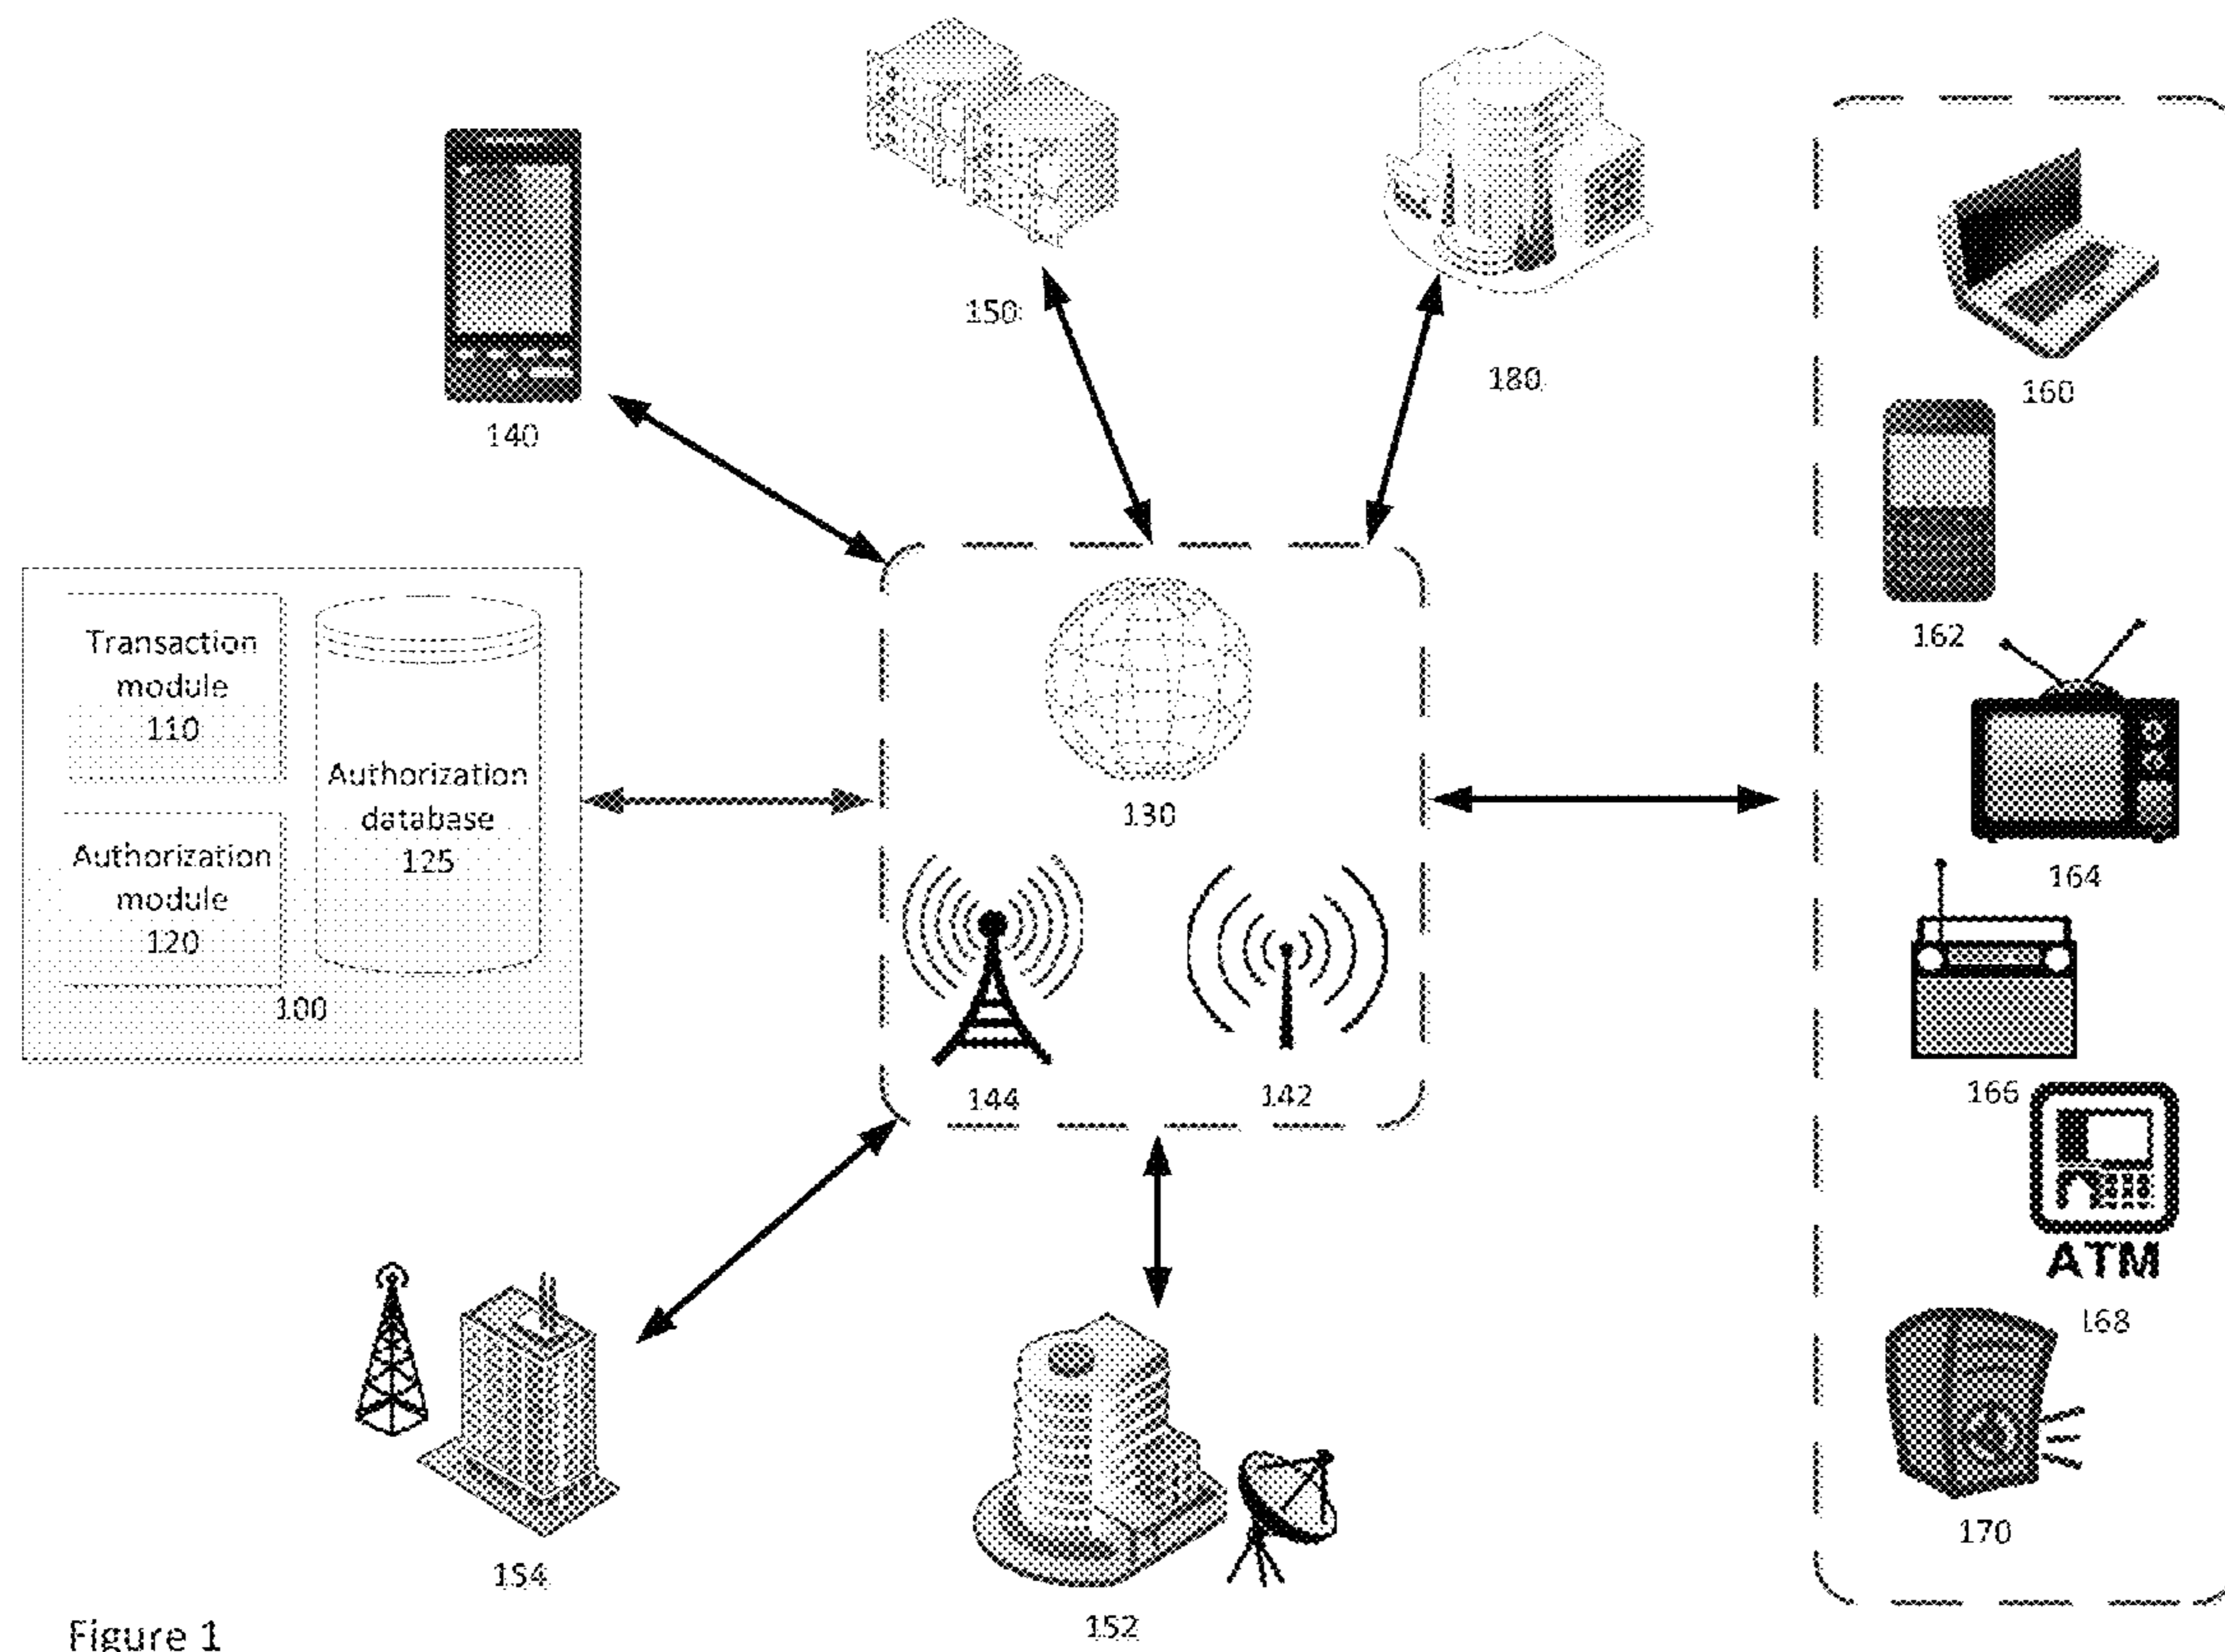 150
180
160
140
162
Transaction
module
110
Authorization
database
125
Authorization
module
120
100
130
164
144
142
166
ATM
168
170
154
152
Figure 1